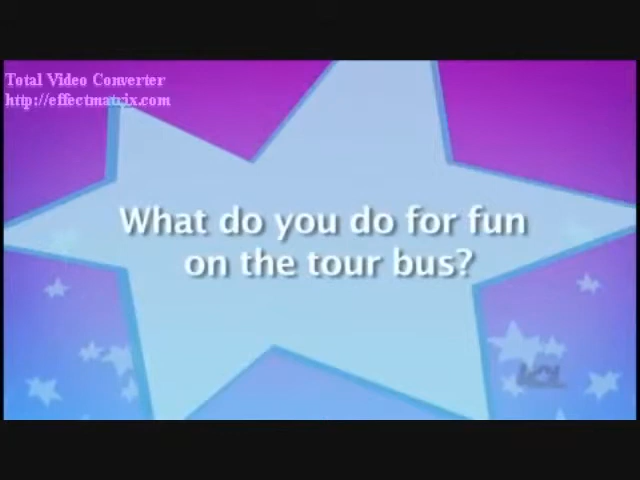 Total Video Converter
http://effectmatrix.com
What do you do for fun
on the tour bus?